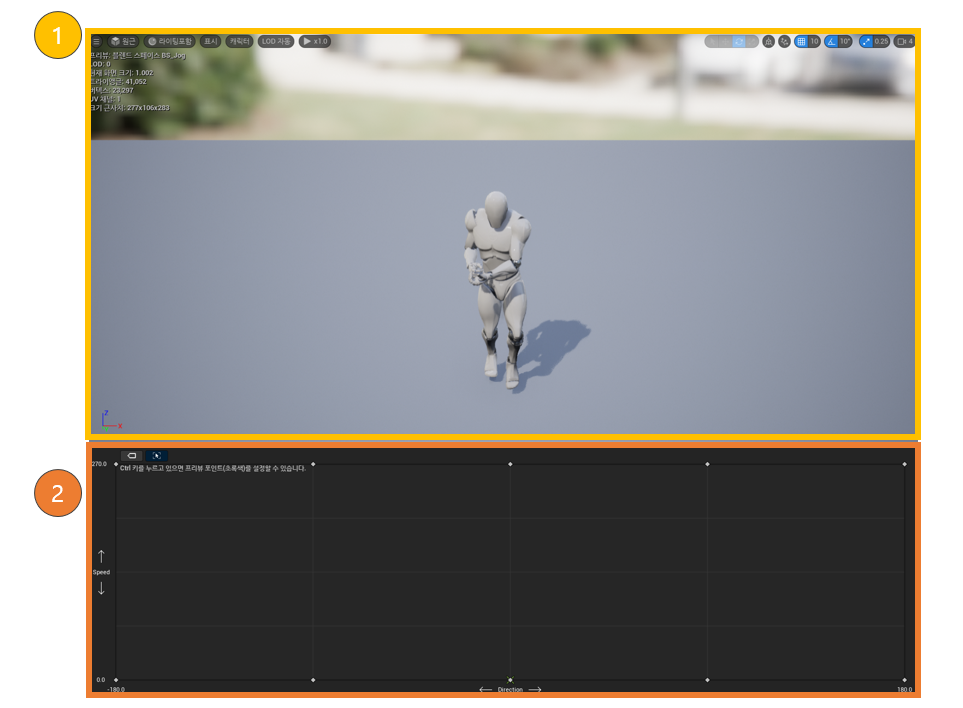 1
원근 라이팅포함 표시 캐릭터 LOD 자동 x1.0 10 10° 0.25 4
프리뷰: 블렌드 스페이스 BS_Jog
LOD: 0
현재 화면 크기: 1.002
트라이앵글: 41,052
버텍스: 23,297
UV 채널: 1
크기 근사치: 277x106x283
Z
X
2
270.0
Ctrl 키를 누르고 있으면 프리뷰 포인트(초록색)를 설정할 수 있습니다.
Speed
0.0
-180.0 Direction 180.0